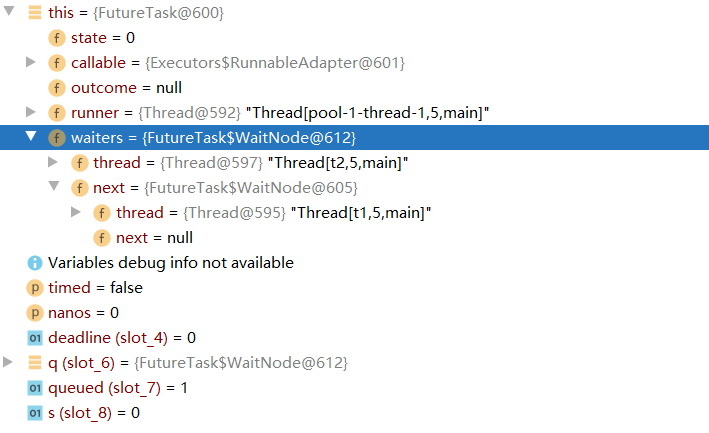 this = {FutureTask@600}
f state = 0
f callable = {Executors$RunnableAdapter@601}
f outcome = null
f runner = {Thread@592} "Thread[pool-1-thread-1,5,main]"
f waiters = {FutureTask$WaitNode@612}
f thread = {Thread@597} "Thread[t2,5,main]"
f next = {FutureTask$WaitNode@605}
f thread = {Thread@595} "Thread[t1,5,main]"
f next = null
i Variables debug info not available
p timed = false
p nanos = 0
01 deadline (slot_4) = 0
q (slot_6) = {FutureTask$WaitNode@612}
01 queued (slot_7) = 1
01 s (slot_8) = 0